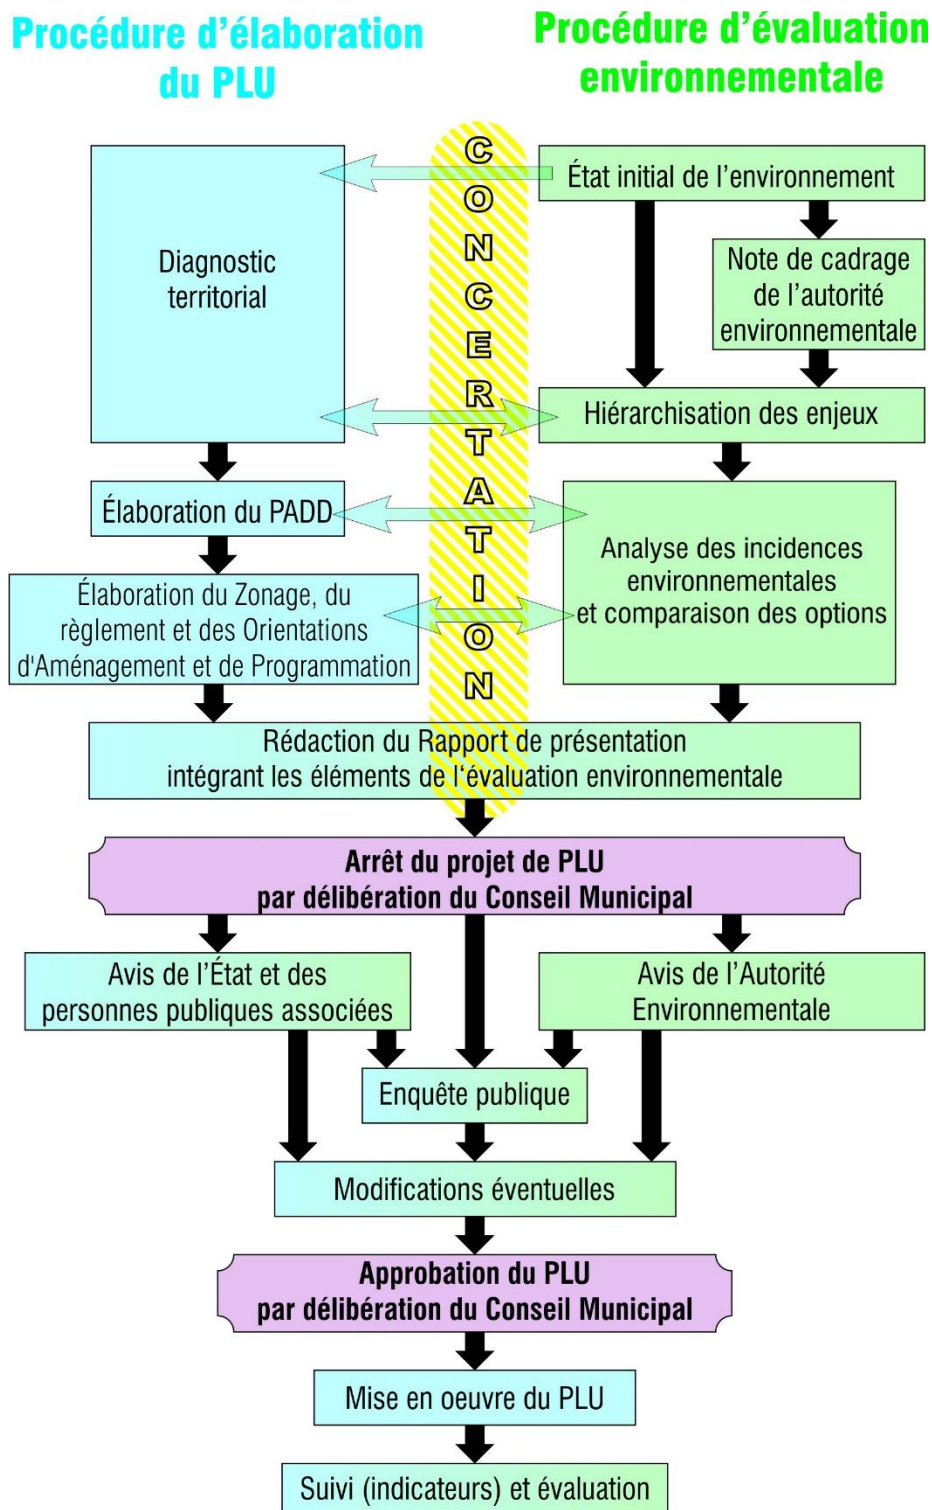 Procédure d’élaboration
du PLU
Procédure d’évaluation
environnementale
CONCERTATION
Diagnostic
territorial
État initial de l’environnement
Note de cadrage
de l’autorité
environnementale
Hiérarchisation des enjeux
Élaboration du PADD
Analyse des incidences
environnementales
et comparaison des options
Élaboration du Zonage, du
règlement et des Orientations
d'Aménagement et de Programmation
Rédaction du Rapport de présentation
intégrant les éléments de l‘évaluation environnementale
Arrêt du projet de PLU
par délibération du Conseil Municipal
Avis de l’État et des
personnes publiques associées
Avis de l’Autorité
Environnementale
Enquête publique
Modifications éventuelles
Approbation du PLU
par délibération du Conseil Municipal
Mise en oeuvre du PLU
Suivi (indicateurs) et évaluation